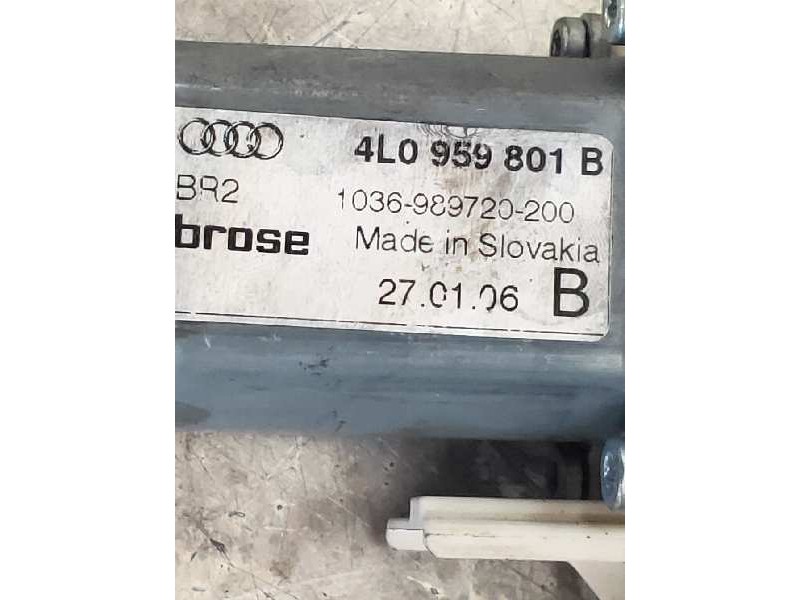 4L0 959 801 B
BR2
1036-989720-200
brose
Made in Slovakia
27.01.06
B